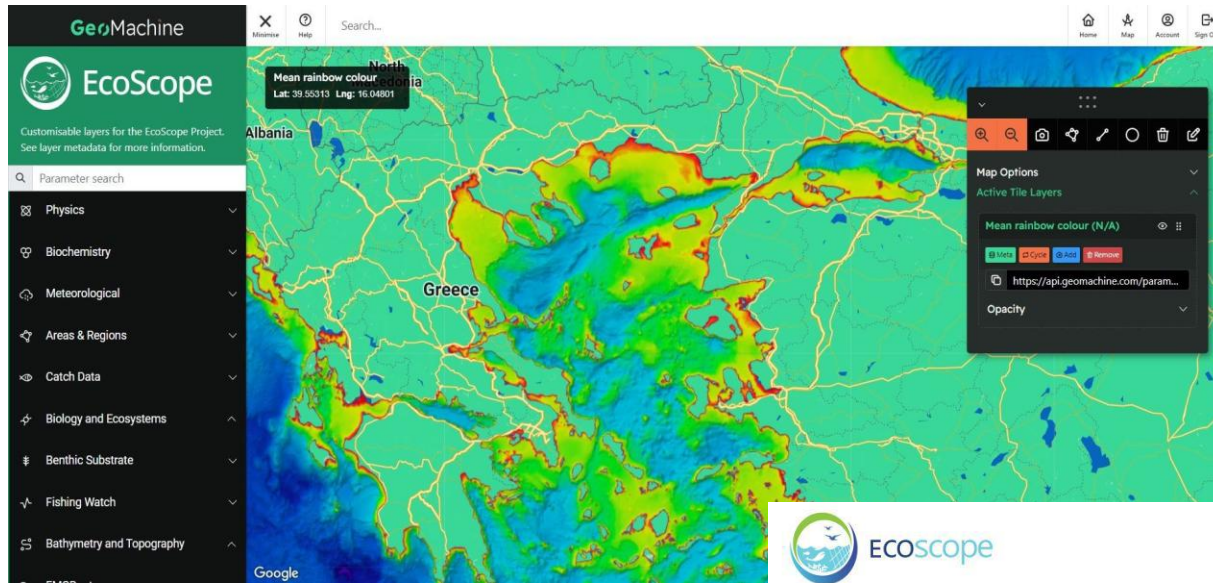 GeoMachine
EcoScope
Customisable layers for the EcoScope Project.
See layer metadata for more information.
Parameter search
Physics
Biochemistry
Meteorological
Areas & Regions
Catch Data
Biology and Ecosystems
Benthic Substrate
Fishing Watch
Bathymetry and Topography
Minimise
Help
Search...
Home
Map
Account
Sign O
Mean rainbow colour
Lat: 39.55313 Lng: 16.04801
North
Macedonia
Albania
Greece
Google
Map Options
Active Tile Layers
Mean rainbow colour (N/A)
Meta Cycle Add Remove
https://api.geomachine.com/param...
Opacity
ECOSCOPE